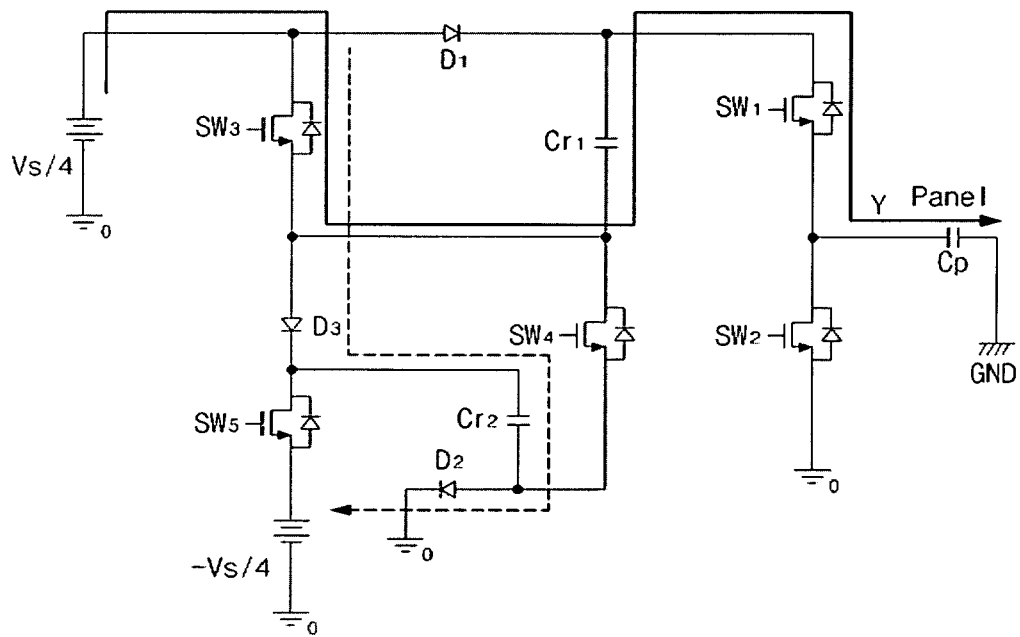 D1
SW3
SW1
Cr1
Vs/4
0
Y Panel
Cp
D3
SW4
SW2
GND
SW5
Cr2
D2
0
0
-Vs/4
0